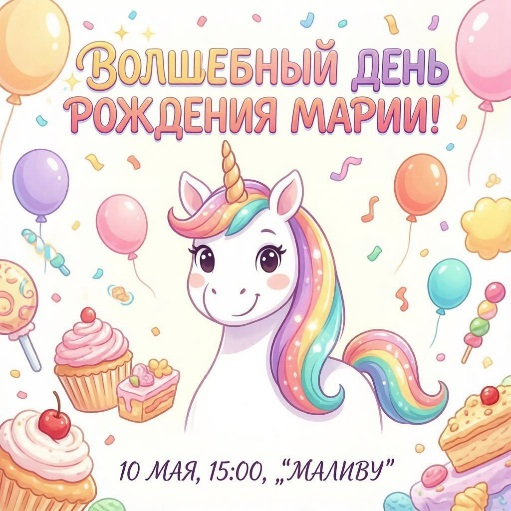 ВОЛШЕБНЫЙ ДЕНЬ
РОЖДЕНИЯ МАРИИ!
10 МАЯ, 15:00, „“МАЛИВУ”